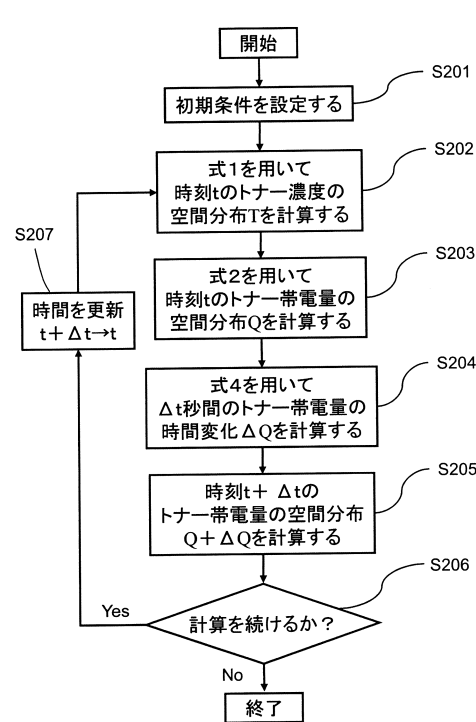 開始
S201
初期条件を設定する
S202
式1を用いて
時刻tのトナー濃度の
空間分布Tを計算する
S203
式2を用いて
時刻tのトナー帯電量の
空間分布Qを計算する
S204
式4を用いて
Δt秒間のトナー帯電量の
時間変化ΔQを計算する
S205
時刻t+ Δtの
トナー帯電量の空間分布
Q+ΔQを計算する
S206
計算を続けるか？
Yes
S207
時間を更新
t+Δt→t
No
終了